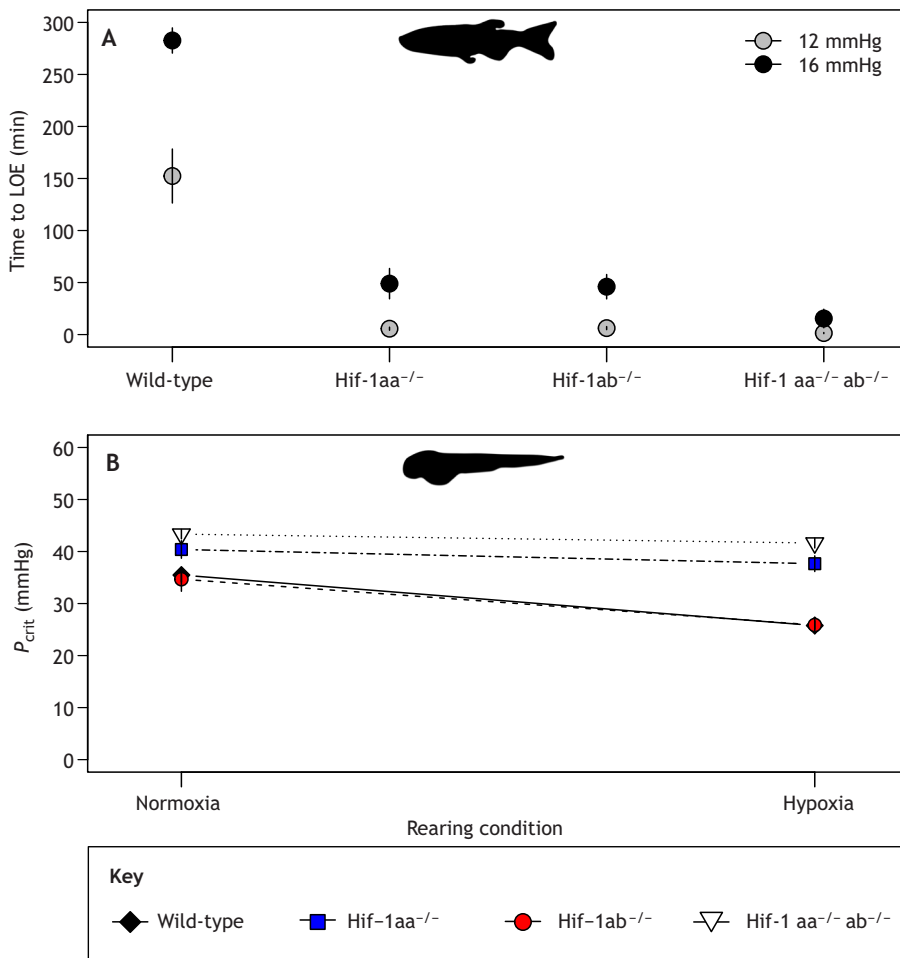 A
12 mmHg
16 mmHg
Time to LOE (min)
300
250
200
150
100
50
0
Wild-type
Hif-1aa⁻/⁻
Hif-1ab⁻/⁻
Hif-1 aa⁻/⁻ ab⁻/⁻
B
Pcrit (mmHg)
60
50
40
30
20
10
0
Normoxia
Hypoxia
Rearing condition
Key
Wild-type
Hif–1aa⁻/⁻
Hif–1ab⁻/⁻
Hif-1 aa⁻/⁻ ab⁻/⁻